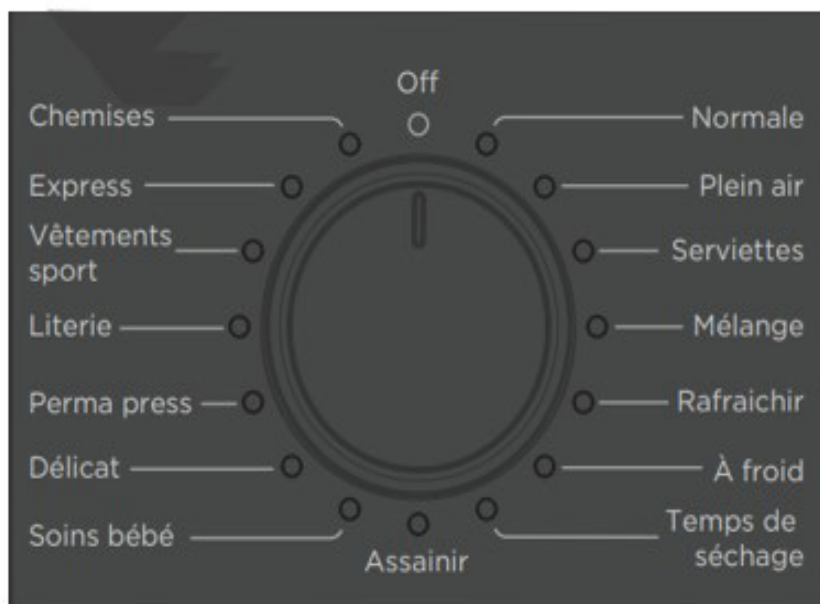 Off
Chemises
Normale
Express
Plein air
Vêtements
sport
Serviettes
Literie
Mélange
Perma press
Rafraichir
Délicat
À froid
Soins bébé
Temps de
séchage
Assainir